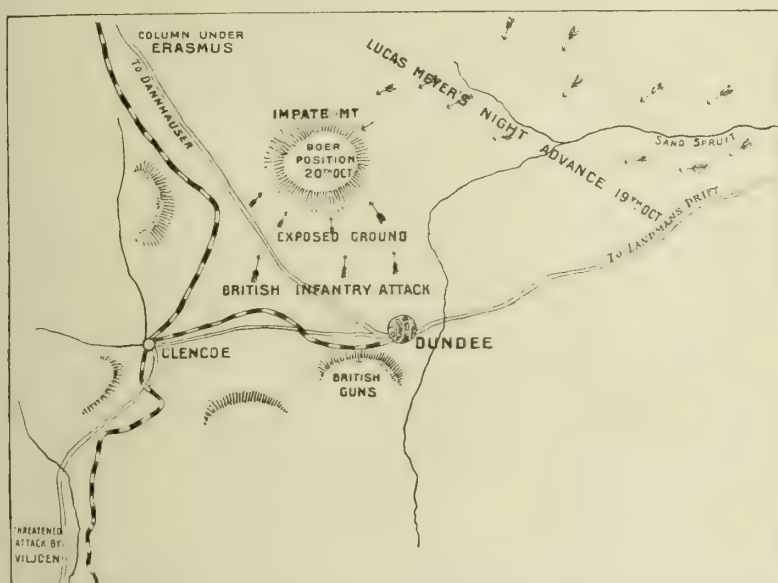 COLUMN UNDER
ERASMUS
TO DANNHAUSER
LUCAS MEYER'S NIGHT ADVANCE 19TH OCT
IMPATE MT
BOER
POSITION
20TH OCT
SAND SPRUIT
TO LANDMANS DRIFT
EXPOSED GROUND
BRITISH INFANTRY ATTACK
GLENCOE
DUNDEE
BRITISH
GUNS
THREATENED
ATTACK BY
VILJOEN